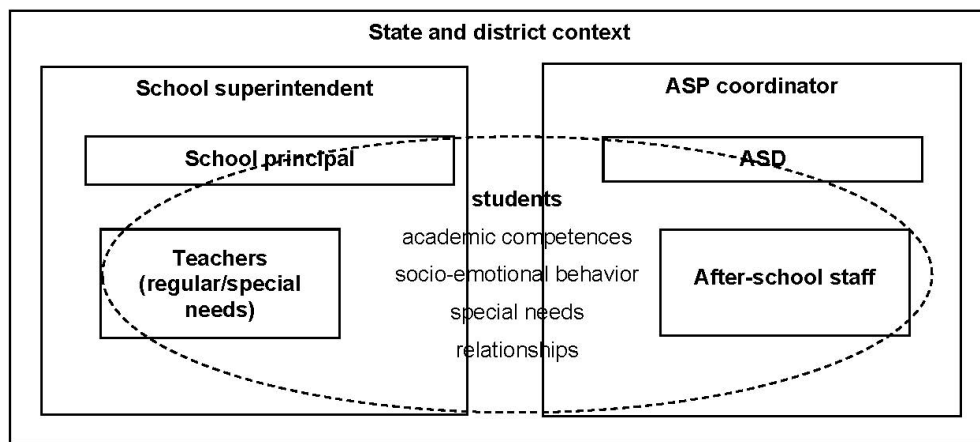 State and district context
School superintendent
ASP coordinator
School principal
ASD
students
academic competences
socio-emotional behavior
special needs
relationships
Teachers
(regular/special
needs)
After-school staff